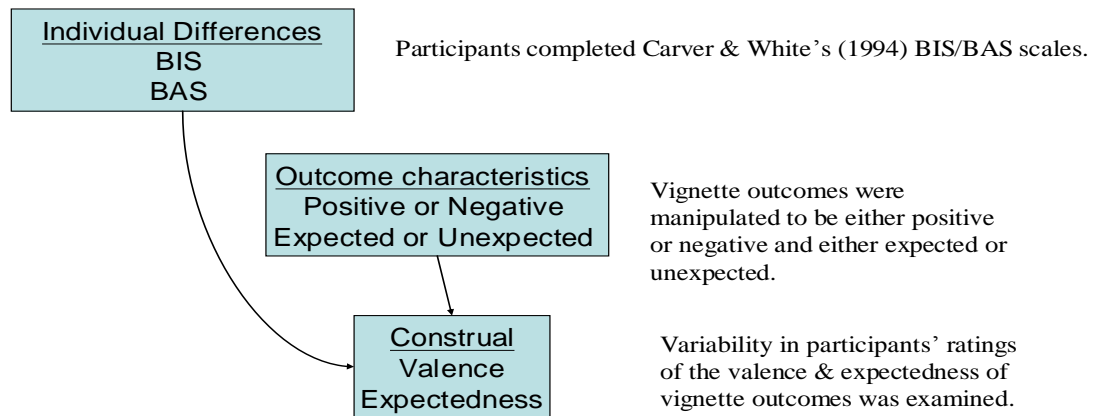 Individual Differences
BIS
BAS
Participants completed Carver & White’s (1994) BIS/BAS scales.
Outcome characteristics
Positive or Negative
Expected or Unexpected
Vignette outcomes were
manipulated to be either positive
or negative and either expected or
unexpected.
Construal
Valence
Expectedness
Variability in participants’ ratings
of the valence & expectedness of
vignette outcomes was examined.